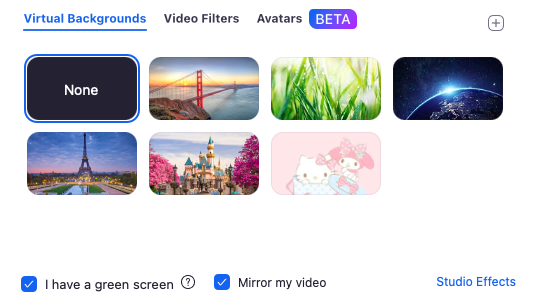 Virtual Backgrounds Video Filters Avatars BETA
None
I have a green screen ? Mirror my video Studio Effects